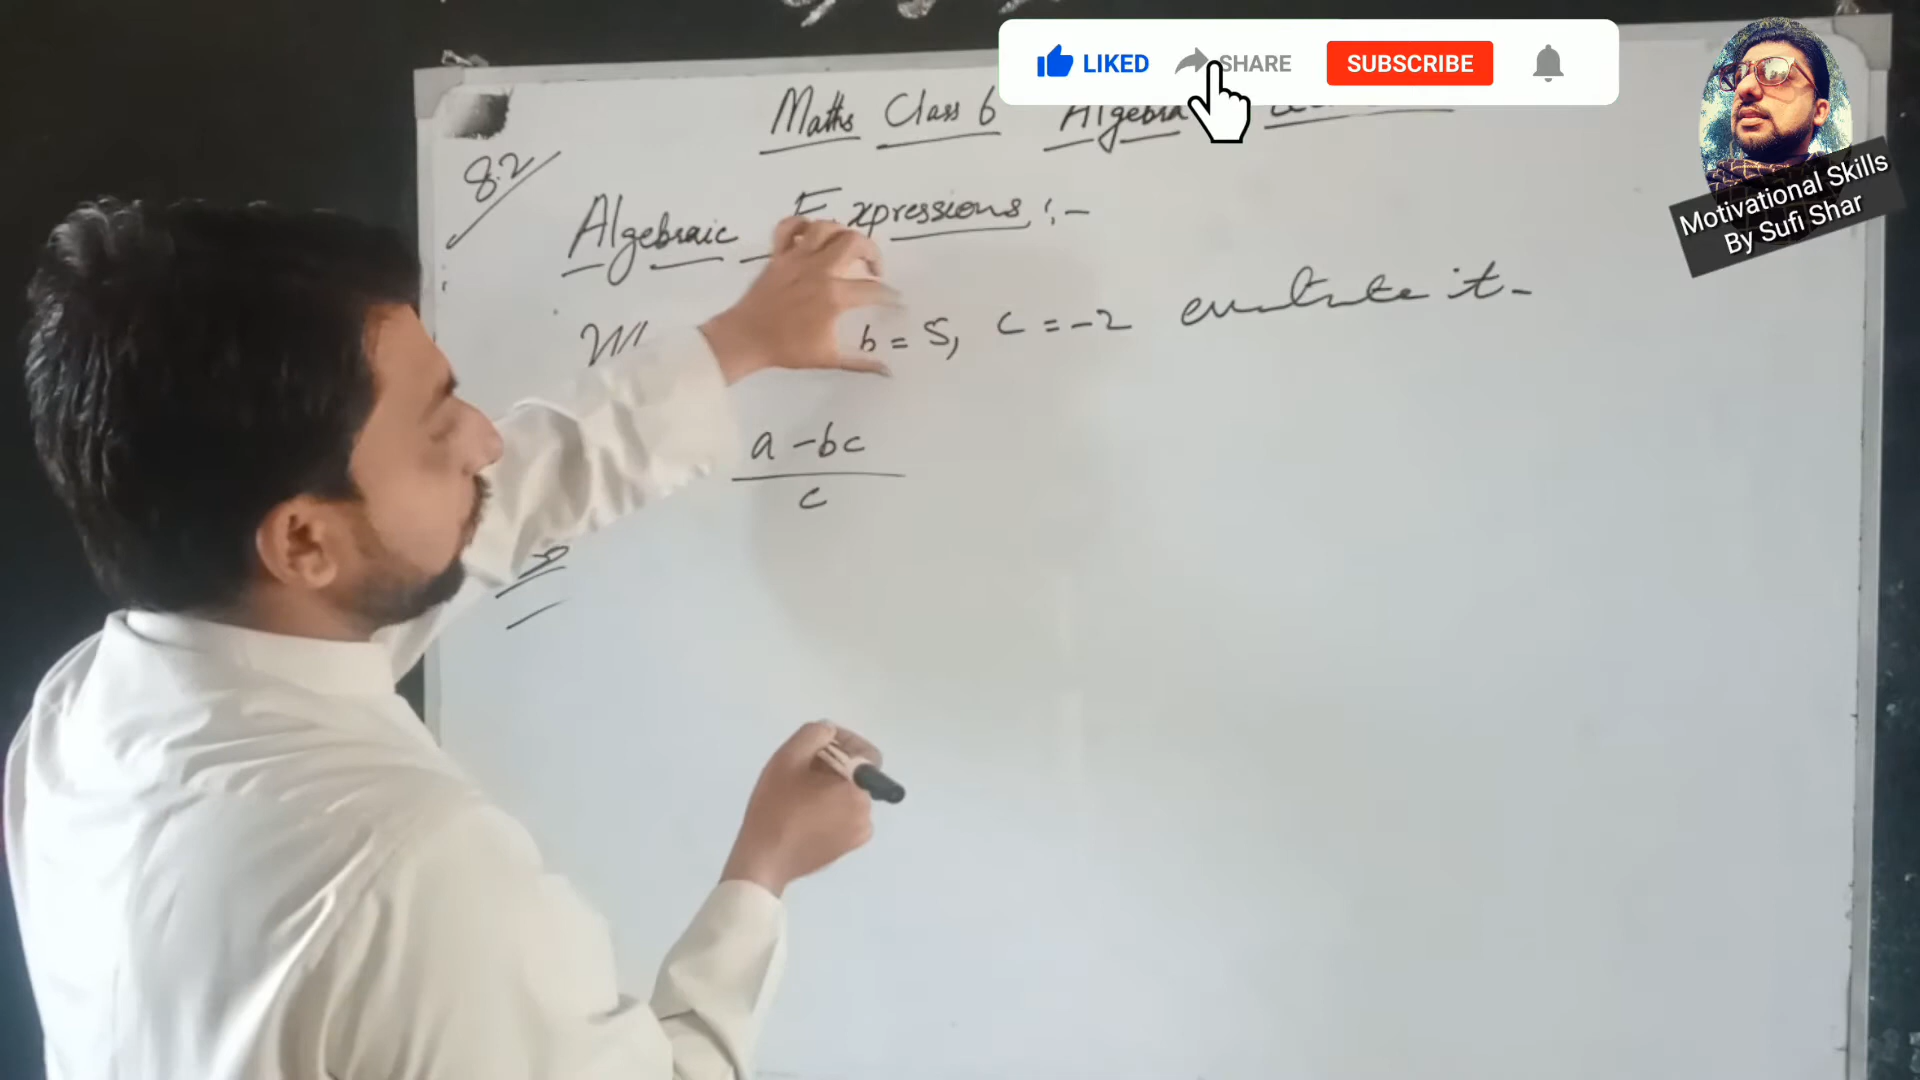 LIKED SHARE SUBSCRIBE
Maths Class 6 Algebra
8.2
Algebraic Expressions :-
b = 5, c = -2 evaluate it -
a - bc
c
Motivational Skills
By Sufi Shar